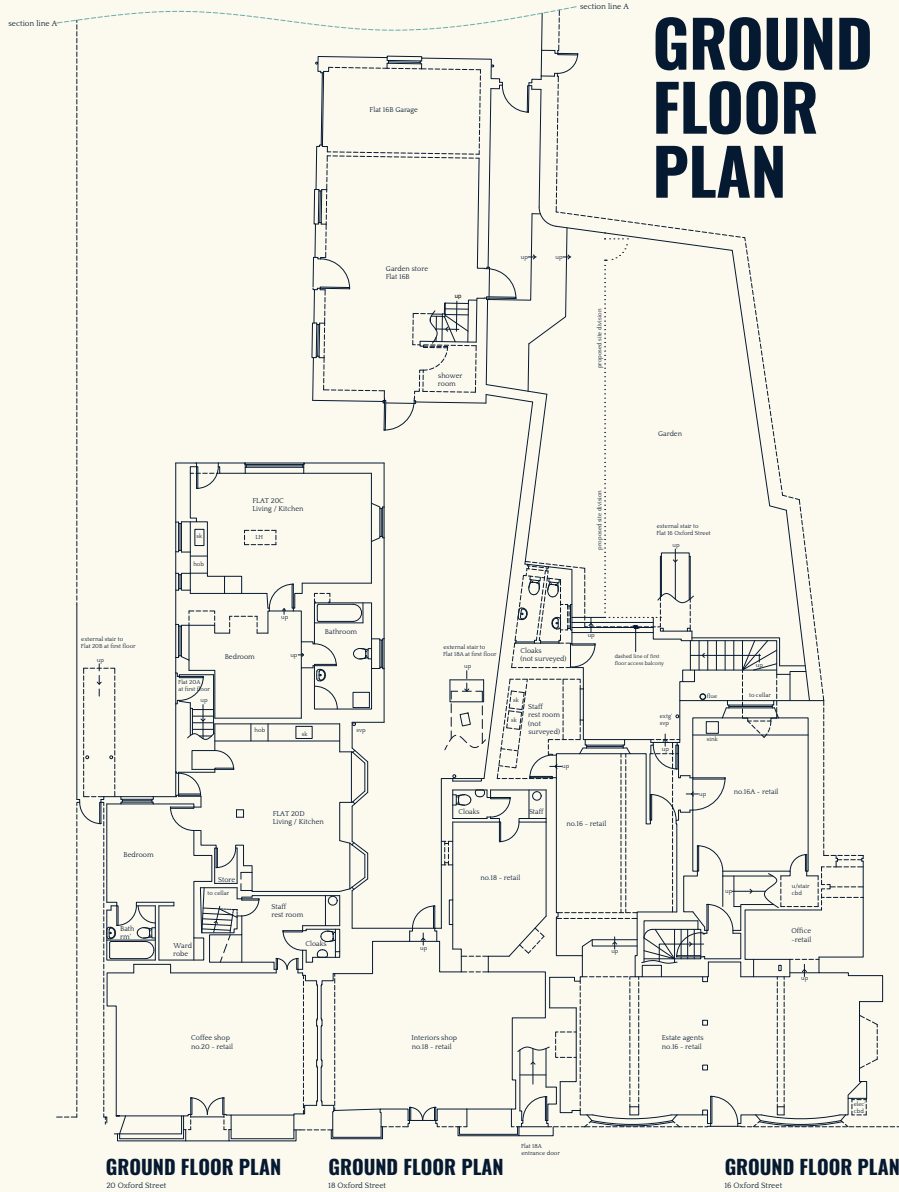 section line A
section line A
GROUND
FLOOR
PLAN
Flat 16B Garage
Garden store
Flat 16B
up
up
up
shower
room
proposed site division
proposed site division
Garden
external stair to
Flat 16 Oxford Street
up
FLAT 20C
Living / Kitchen
LH
sk
hob
up
Bathroom
Bedroom
up
external stair to
Flat 20B at first floor
up
Flat 20A
at first floor
up
external stair to
Flat 18A at first floor
up
Cloaks
(not surveyed)
up
dashed line of first
floor access balcony
up
flue
to cellar
Staff
rest room
(not
surveyed)
sk
sk
extg
svp
up
sink
hob
sk
svp
up
up
no.16A - retail
FLAT 20D
Living / Kitchen
Cloaks
Staff
no.16 - retail
Bedroom
Store
to cellar
no.18 - retail
up
u/stair
cbd
Staff
rest room
Bath
rm'
Ward
robe
Cloaks
up
up
Office
-retail
up
Coffee shop
no.20 - retail
Interiors shop
no.18 - retail
Estate agents
no.16 - retail
elec
cbd
Flat 18A
entrance door
GROUND FLOOR PLAN
20 Oxford Street
GROUND FLOOR PLAN
18 Oxford Street
GROUND FLOOR PLAN
16 Oxford Street